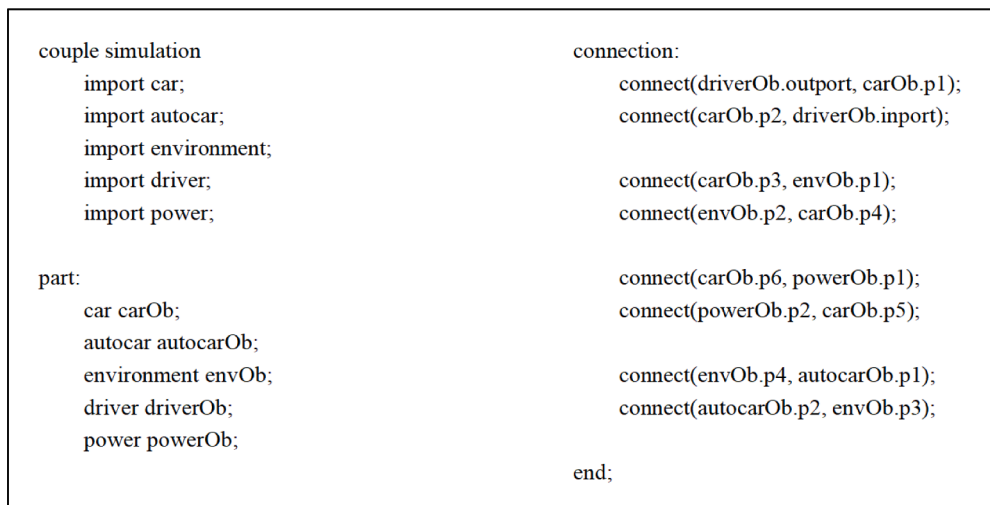 couple simulation
import car;
import autocar;
import environment;
import driver;
import power;
part:
car carOb;
autocar autocarOb;
environment envOb;
driver driverOb;
power powerOb;
connection:
connect(driverOb.outport, carOb.p1);
connect(carOb.p2, driverOb.inport);
connect(carOb.p3, envOb.p1);
connect(envOb.p2, carOb.p4);
connect(carOb.p6, powerOb.p1);
connect(powerOb.p2, carOb.p5);
connect(envOb.p4, autocarOb.p1);
connect(autocarOb.p2, envOb.p3);
end;